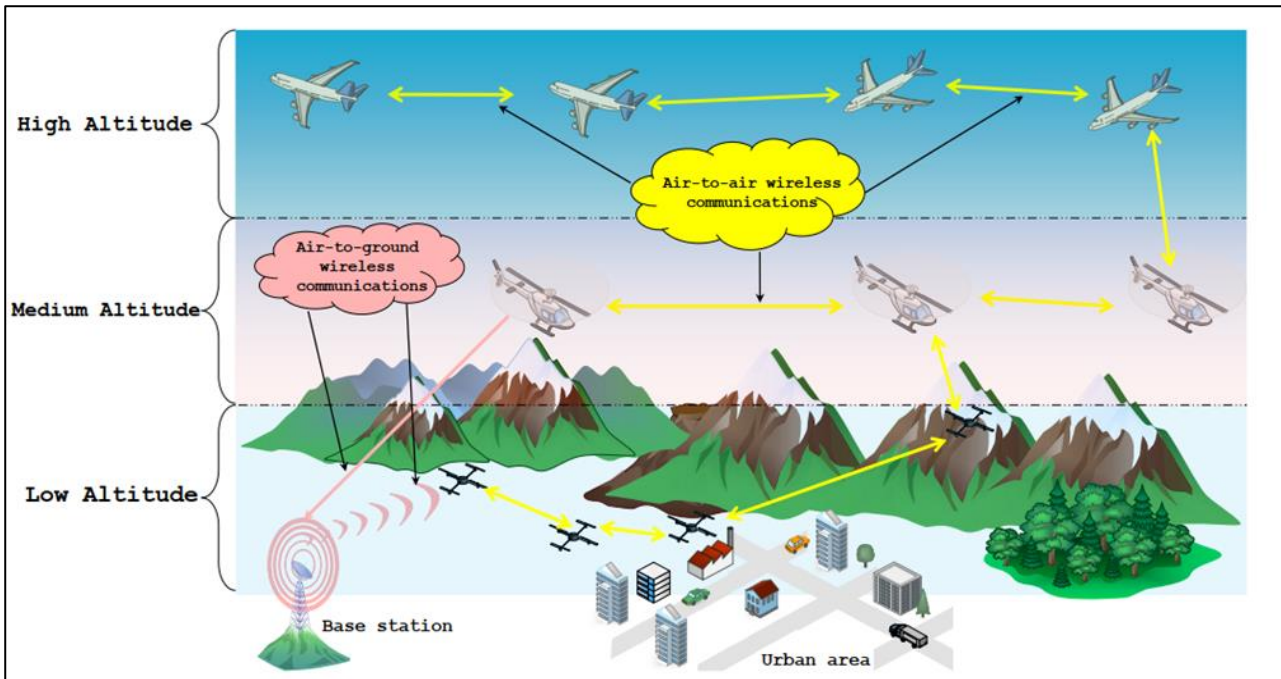 High Altitude
Air-to-air wireless
communications
Air-to-ground
wireless
communications
Medium Altitude
Low Altitude
Base station
Urban area